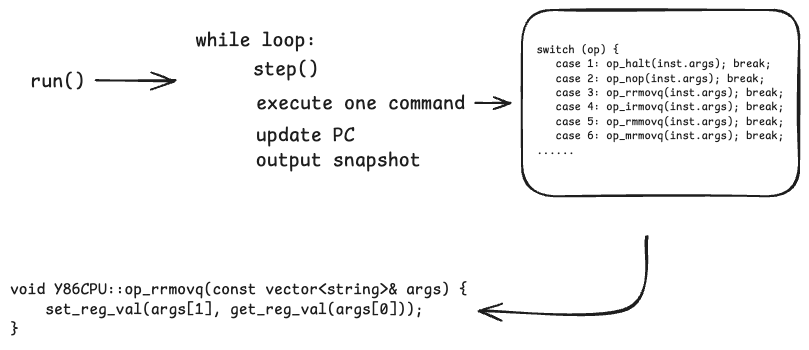 run()
while loop:
step()
execute one command
update PC
output snapshot
switch (op) {
case 1: op_halt(inst.args); break;
case 2: op_nop(inst.args); break;
case 3: op_rrmovq(inst.args); break;
case 4: op_irmovq(inst.args); break;
case 5: op_rmmovq(inst.args); break;
case 6: op_mrmovq(inst.args); break;
......
void Y86CPU::op_rrmovq(const vector<string>& args) {
set_reg_val(args[1], get_reg_val(args[0]));
}